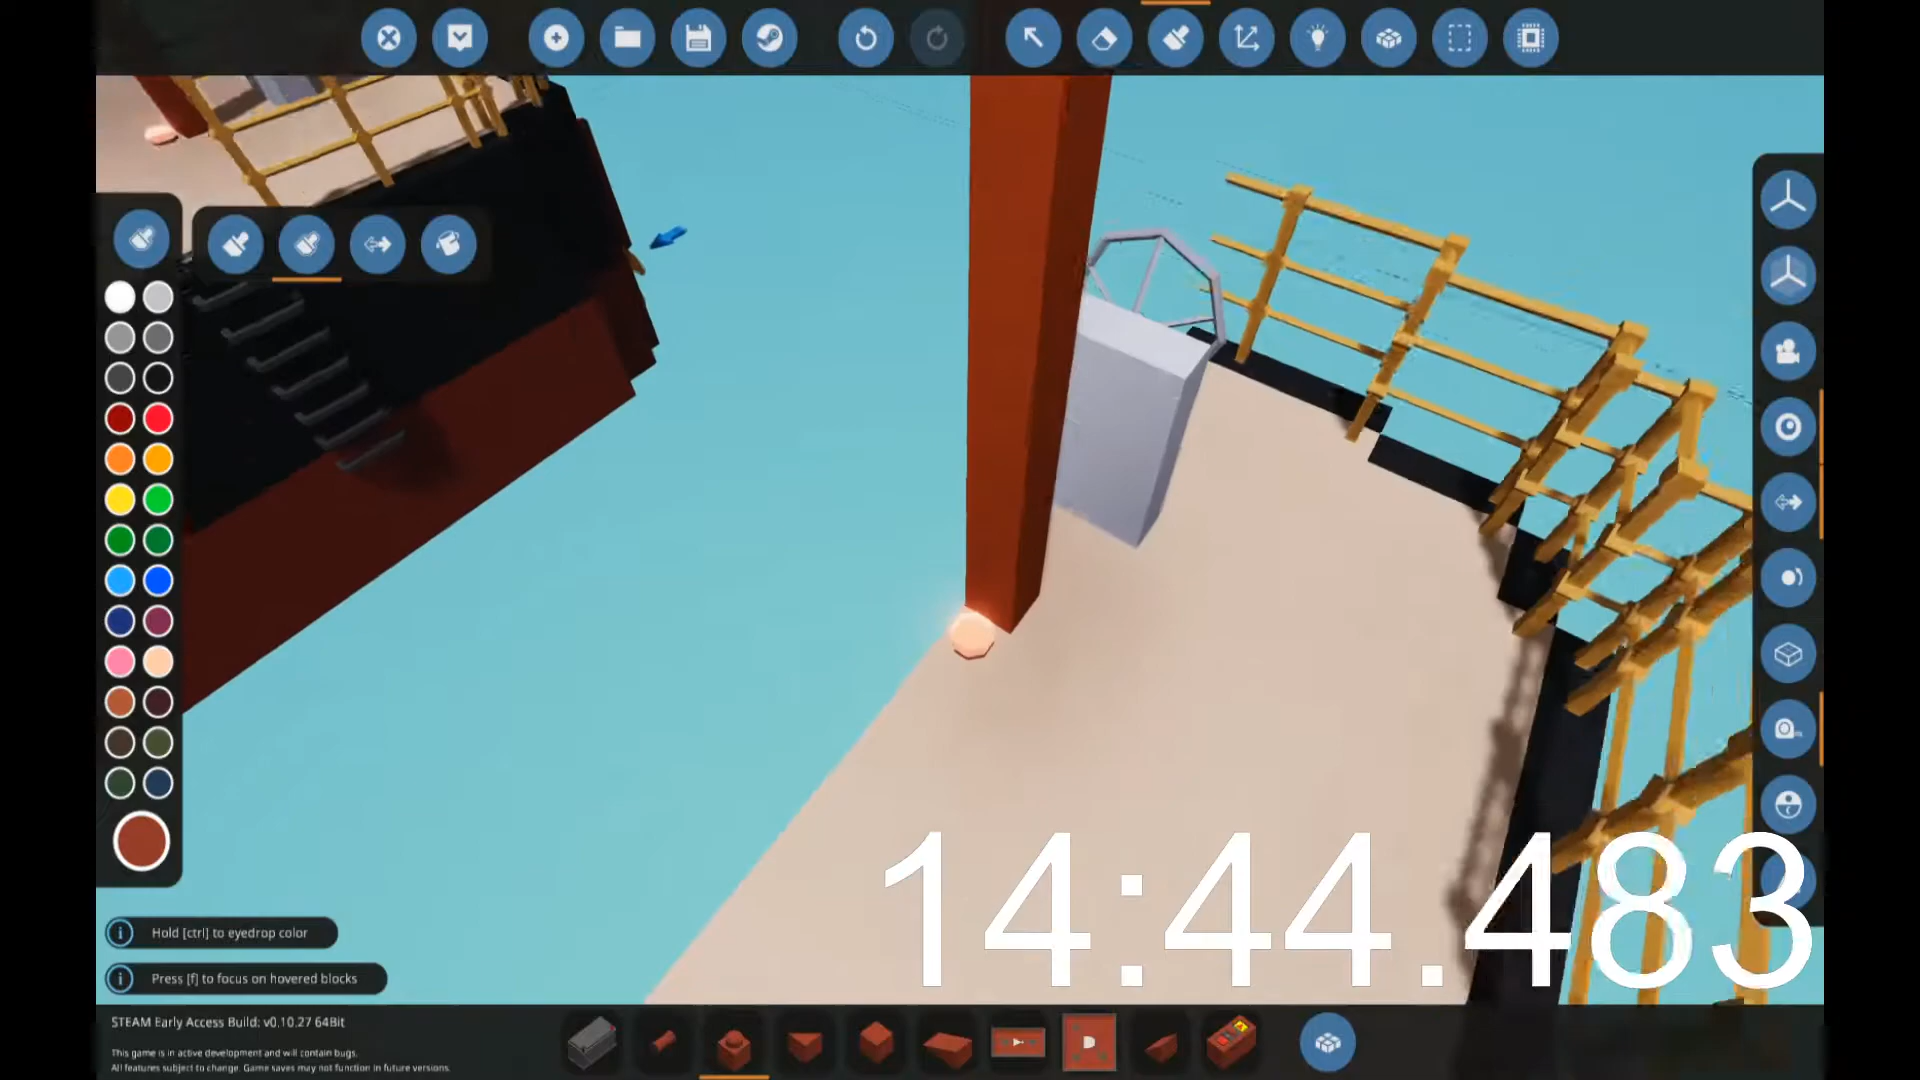 14:44.483
Hold [ctrl] to eyedrop color
Press [f] to focus on hovered blocks
STEAM Early Access Build: v0.10.27 64Bit
This game is in active development and will contain bugs.
All features subject to change. Game saves may not function in future versions.